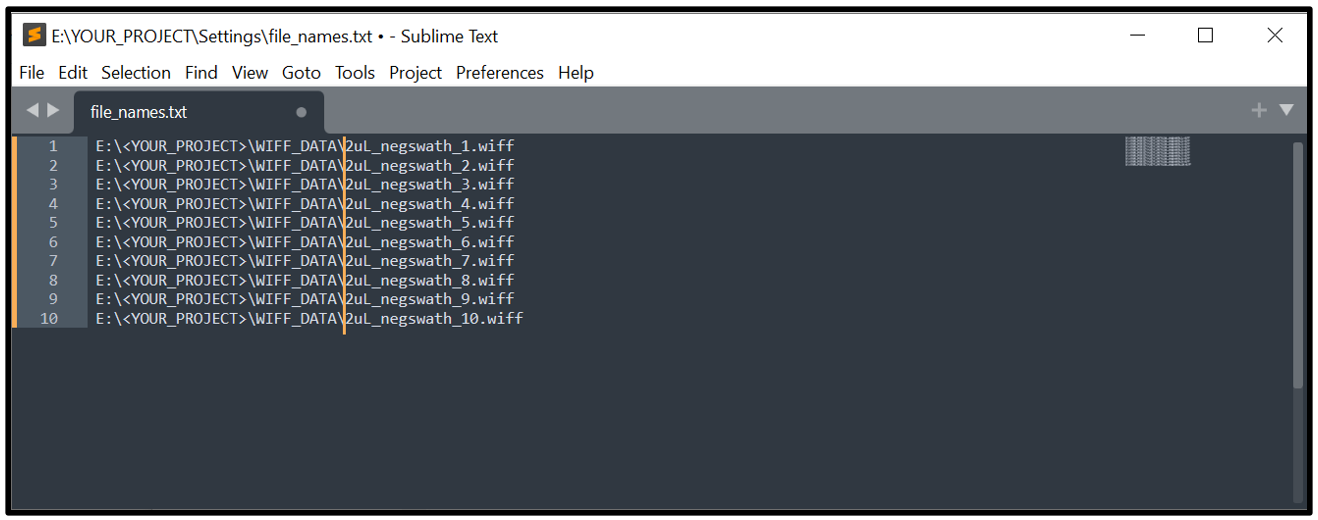 E:\YOUR_PROJECT\Settings\file_names.txt • - Sublime Text
File Edit Selection Find View Goto Tools Project Preferences Help
file_names.txt
1 E:\<YOUR_PROJECT>\WIFF_DATA\2uL_negswath_1.wiff
2 E:\<YOUR_PROJECT>\WIFF_DATA\2uL_negswath_2.wiff
3 E:\<YOUR_PROJECT>\WIFF_DATA\2uL_negswath_3.wiff
4 E:\<YOUR_PROJECT>\WIFF_DATA\2uL_negswath_4.wiff
5 E:\<YOUR_PROJECT>\WIFF_DATA\2uL_negswath_5.wiff
6 E:\<YOUR_PROJECT>\WIFF_DATA\2uL_negswath_6.wiff
7 E:\<YOUR_PROJECT>\WIFF_DATA\2uL_negswath_7.wiff
8 E:\<YOUR_PROJECT>\WIFF_DATA\2uL_negswath_8.wiff
9 E:\<YOUR_PROJECT>\WIFF_DATA\2uL_negswath_9.wiff
10 E:\<YOUR_PROJECT>\WIFF_DATA\2uL_negswath_10.wiff